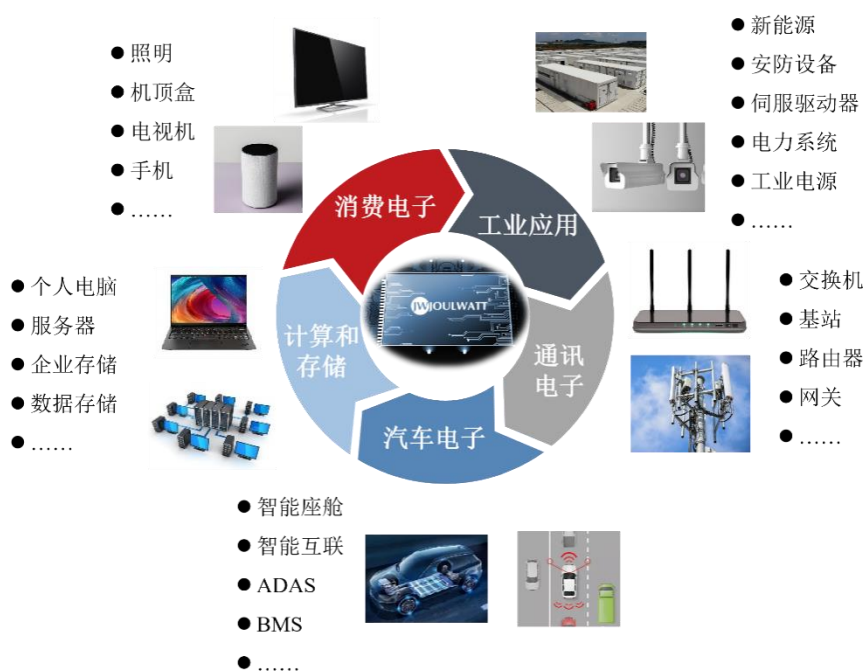 ● 照明
● 机顶盒
● 电视机
● 手机
● ……
● 新能源
● 安防设备
● 伺服驱动器
● 电力系统
● 工业电源
● ……
消费电子
工业应用
● 个人电脑
● 服务器
● 企业存储
● 数据存储
● ……
计算和
存储
JW JOULWATT
通讯
电子
● 交换机
● 基站
● 路由器
● 网关
● ……
汽车电子
● 智能座舱
● 智能互联
● ADAS
● BMS
● ……